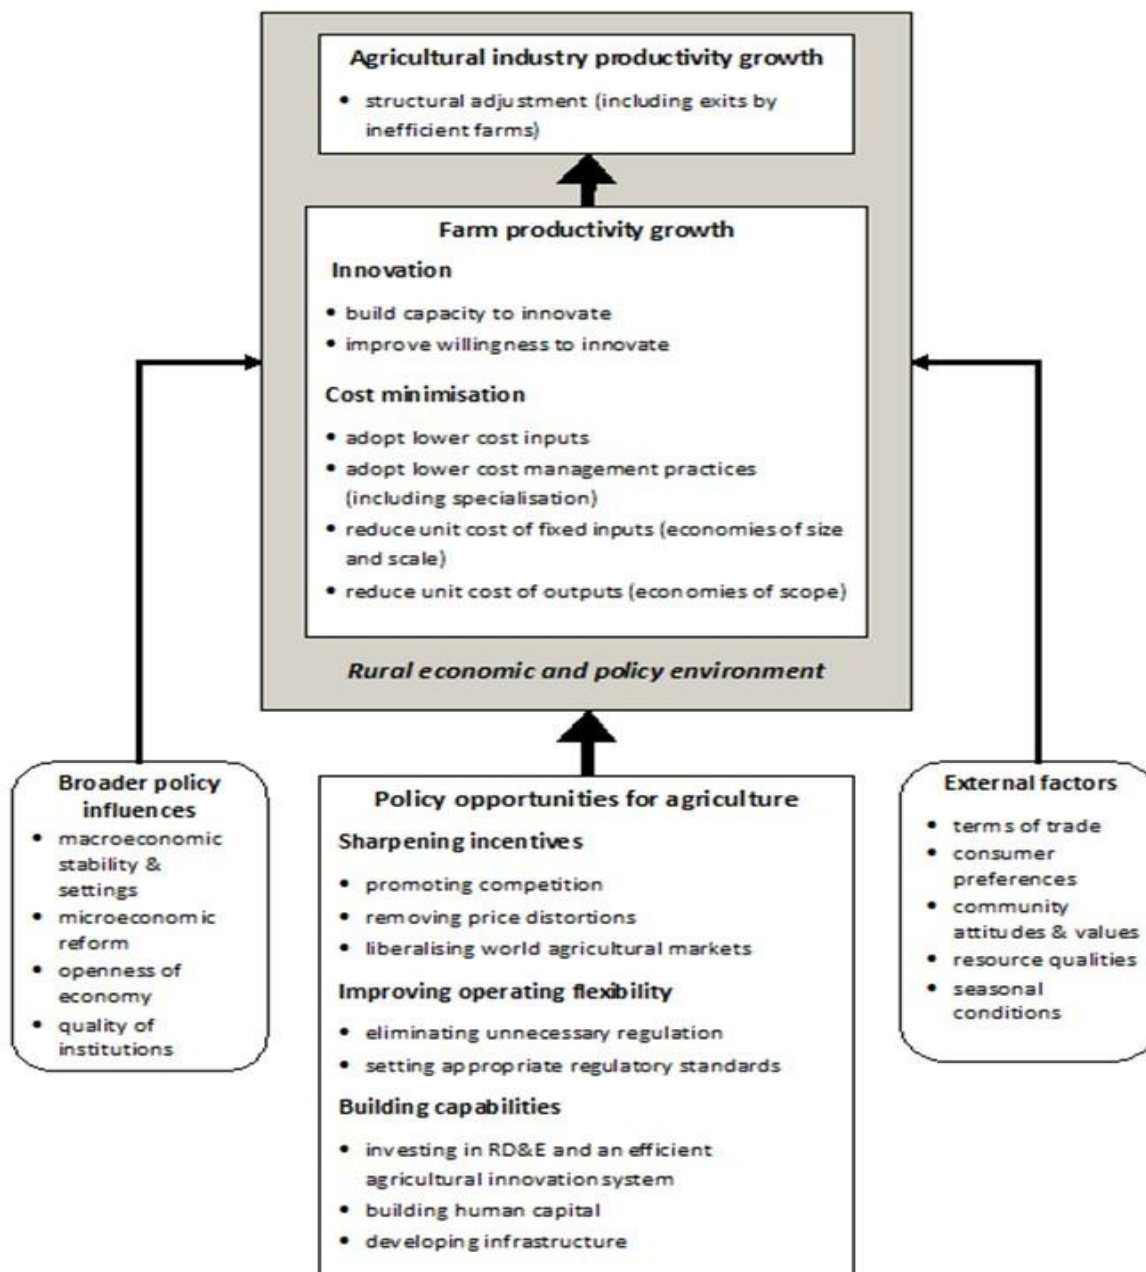 Agricultural industry productivity growth
• structural adjustment (including exits by
inefficient farms)
Farm productivity growth
Innovation
• build capacity to innovate
• improve willingness to innovate
Cost minimisation
• adopt lower cost inputs
• adopt lower cost management practices
(including specialisation)
• reduce unit cost of fixed inputs (economies of size
and scale)
• reduce unit cost of outputs (economies of scope)
Rural economic and policy environment
Broader policy
influences
• macroeconomic
stability &
settings
• microeconomic
reform
• openness of
economy
• quality of
institutions
Policy opportunities for agriculture
Sharpening incentives
• promoting competition
• removing price distortions
• liberalising world agricultural markets
Improving operating flexibility
• eliminating unnecessary regulation
• setting appropriate regulatory standards
Building capabilities
• investing in RD&E and an efficient
agricultural innovation system
• building human capital
• developing infrastructure
External factors
• terms of trade
• consumer
preferences
• community
attitudes & values
• resource qualities
• seasonal
conditions